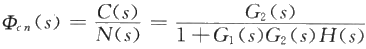 Φcn(s) = C(s)/N(s) = G2(s)/(1+G1(s)G2(s)H(s))